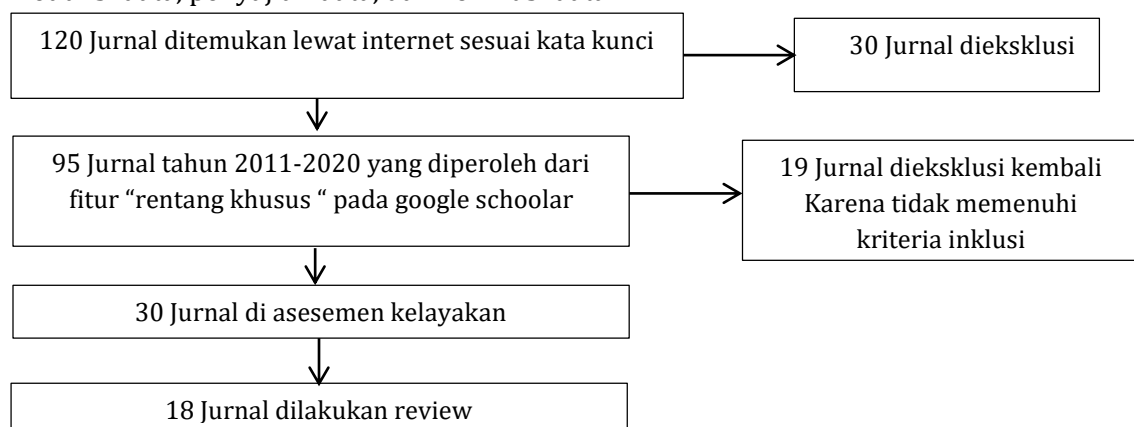 120 Jurnal ditemukan lewat internet sesuai kata kunci
30 Jurnal dieksklusi
95 Jurnal tahun 2011-2020 yang diperoleh dari
fitur “rentang khusus “ pada google schoolar
19 Jurnal dieksklusi kembali
Karena tidak memenuhi
kriteria inklusi
30 Jurnal di asesemen kelayakan
18 Jurnal dilakukan review